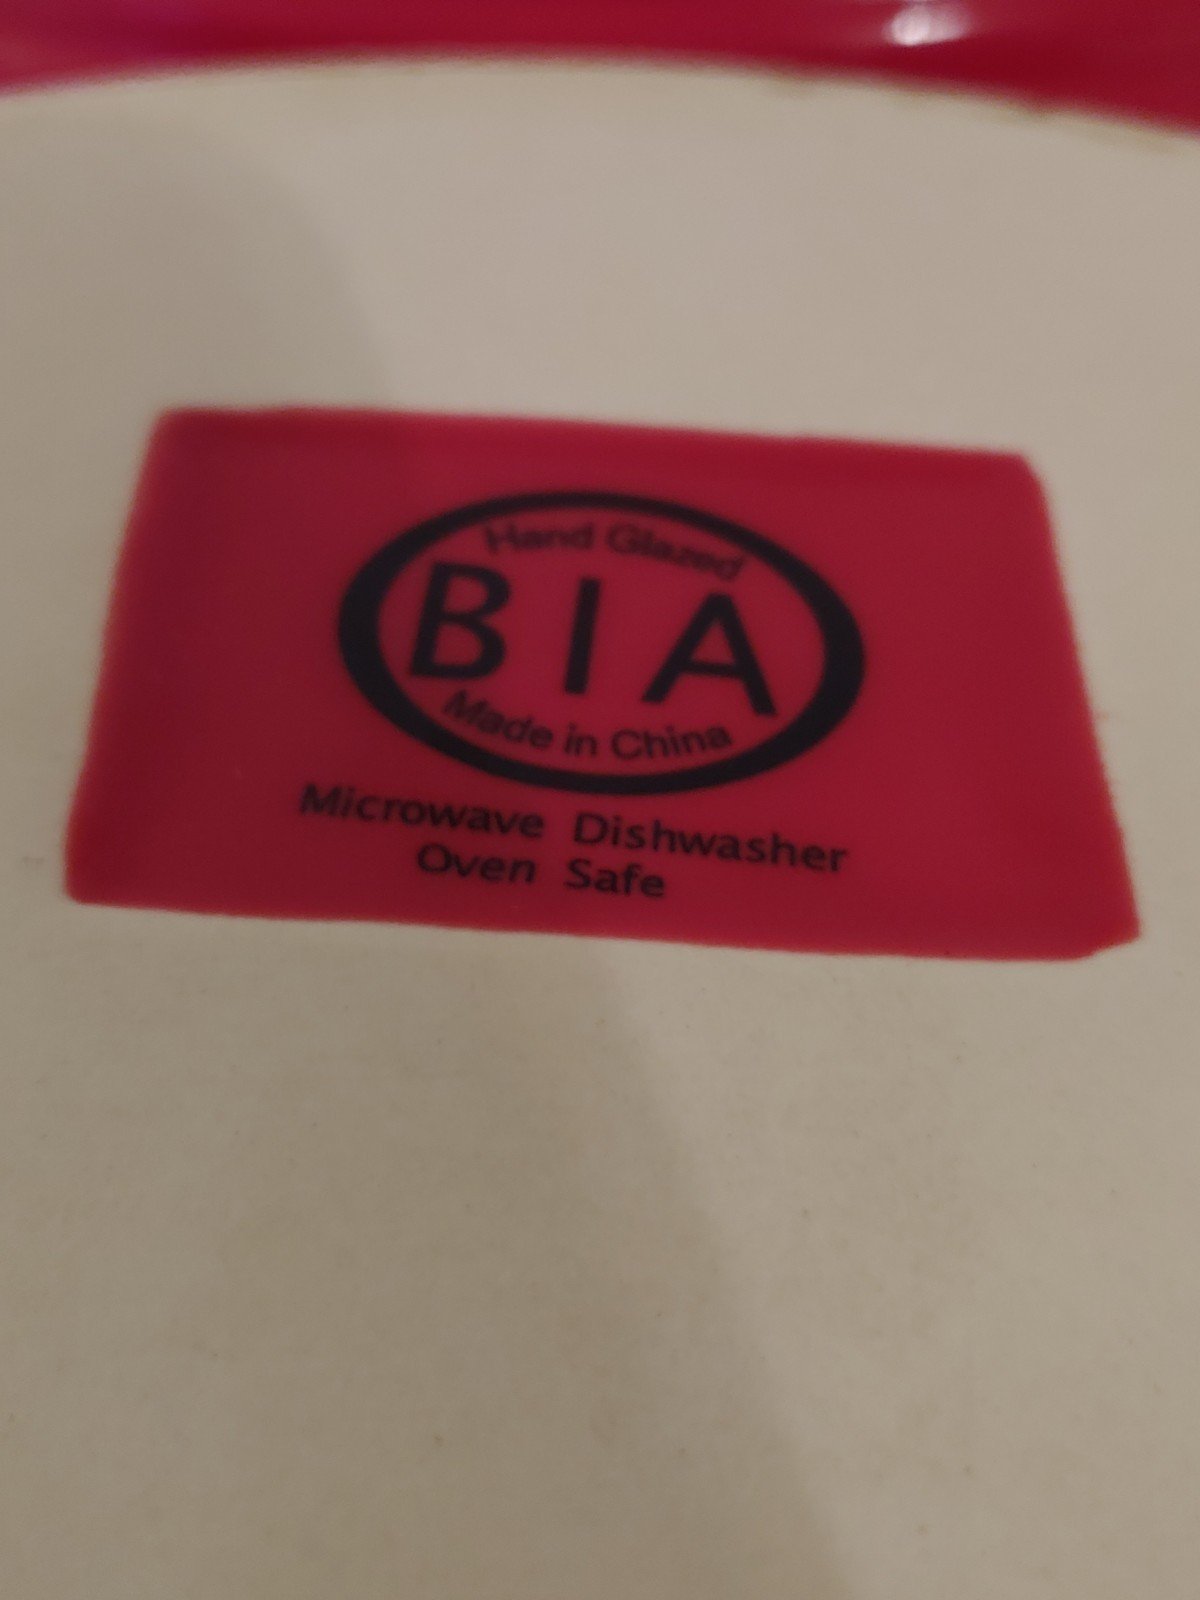 Hand Glazed
BIA
Made in China
Microwave Dishwasher
Oven Safe